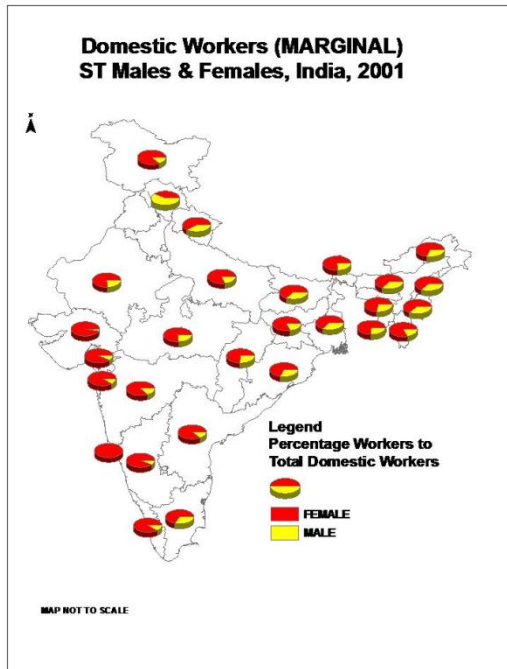 Domestic Workers (MARGINAL)
ST Males & Females, India, 2001
Legend
Percentage Workers to
Total Domestic Workers
FEMALE
MALE
MAP NOT TO SCALE